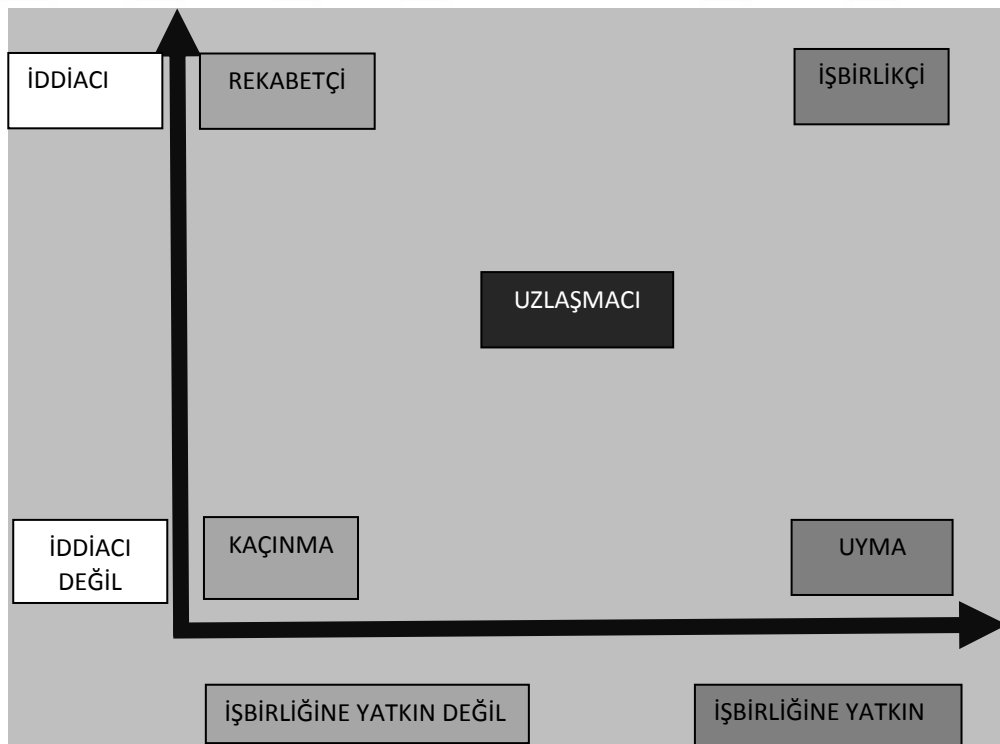 İDDİACI
REKABETÇİ
İŞBİRLİKÇİ
UZLAŞMACI
İDDİACI
DEĞİL
KAÇINMA
UYMA
İŞBİRLİĞİNE YATKIN DEĞİL
İŞBİRLİĞİNE YATKIN